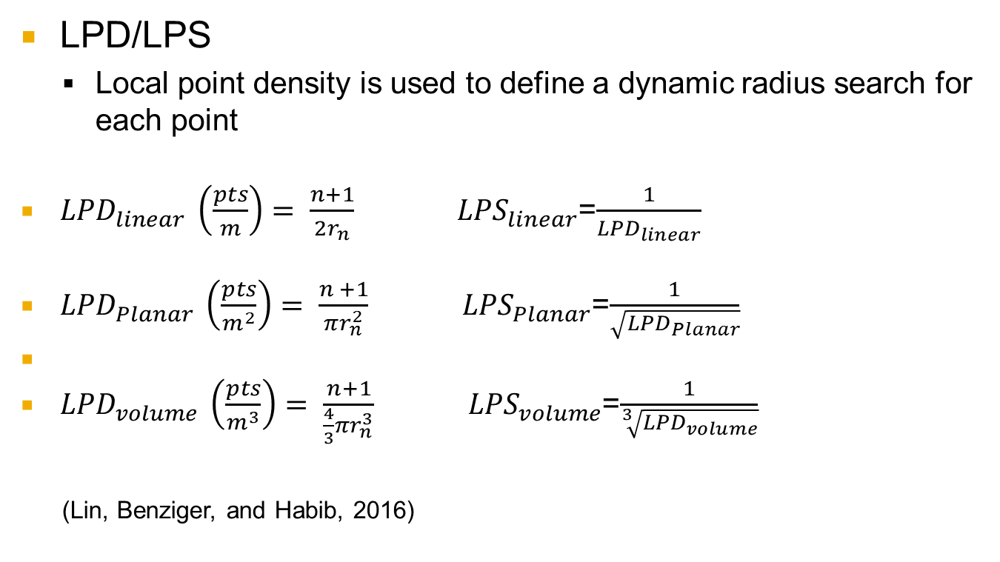 ▪ LPD/LPS
▪ Local point density is used to define a dynamic radius search for
each point
▪ $LPD_{linear} \left(\frac{pts}{m}\right) = \frac{n+1}{2r_n}$ $LPS_{linear} = \frac{1}{LPD_{linear}}$
▪ $LPD_{Planar} \left(\frac{pts}{m^2}\right) = \frac{n+1}{\pi r_n^2}$ $LPS_{Planar} = \frac{1}{\sqrt{LPD_{Planar}}}$
▪
▪ $LPD_{volume} \left(\frac{pts}{m^3}\right) = \frac{n+1}{\frac{4}{3}\pi r_n^3}$ $LPS_{volume} = \frac{1}{\sqrt[3]{LPD_{volume}}}$
(Lin, Benziger, and Habib, 2016)